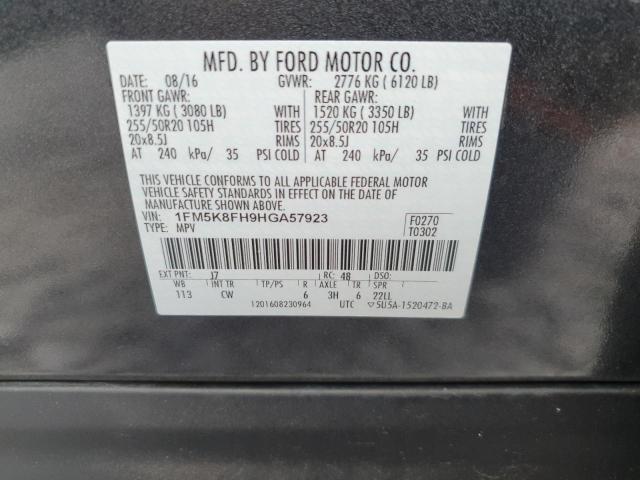 MFD. BY FORD MOTOR CO.
DATE: 08/16 GVWR: 2776 KG ( 6120 LB)
FRONT GAWR: REAR GAWR:
1397 KG ( 3080 LB) WITH 1520 KG ( 3350 LB) WITH
255/50R20 105H TIRES 255/50R20 105H TIRES
20x8.5J RIMS 20x8.5J RIMS
AT 240 kPa/ 35 PSI COLD AT 240 kPa/ 35 PSI COLD
THIS VEHICLE CONFORMS TO ALL APPLICABLE FEDERAL MOTOR
VEHICLE SAFETY STANDARDS IN EFFECT ON THE DATE OF MANUFACTURE
SHOWN ABOVE.
VIN: 1FM5K8FH9HGA57923 F0270
TYPE: MPV T0302
EXT PNT: J7 RC: 48 DSO:
WB INT TR TP/PS R AXLE TR SPR
113 CW 6 3H 6 22LL
1201608230964 UTC ▽5U5A-1520472-BA